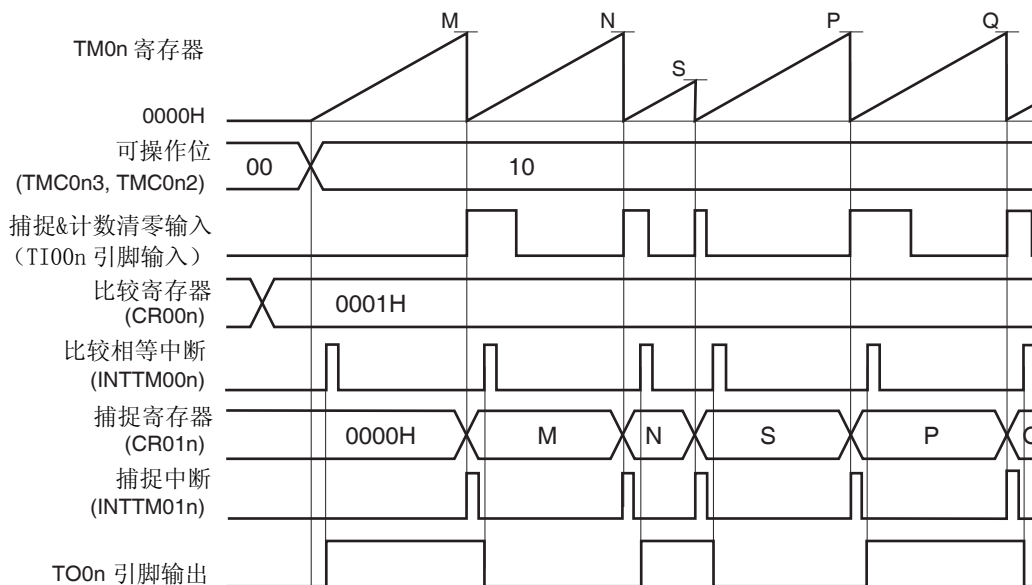 M N S P Q
TM0n 寄存器
0000H
可操作位
(TMC0n3, TMC0n2)
00 10
捕捉&计数清零输入
（TI00n 引脚输入）
比较寄存器
(CR00n)
0001H
比较相等中断
(INTTM00n)
捕捉寄存器
(CR01n)
0000H M N S P
捕捉中断
(INTTM01n)
TO0n 引脚输出